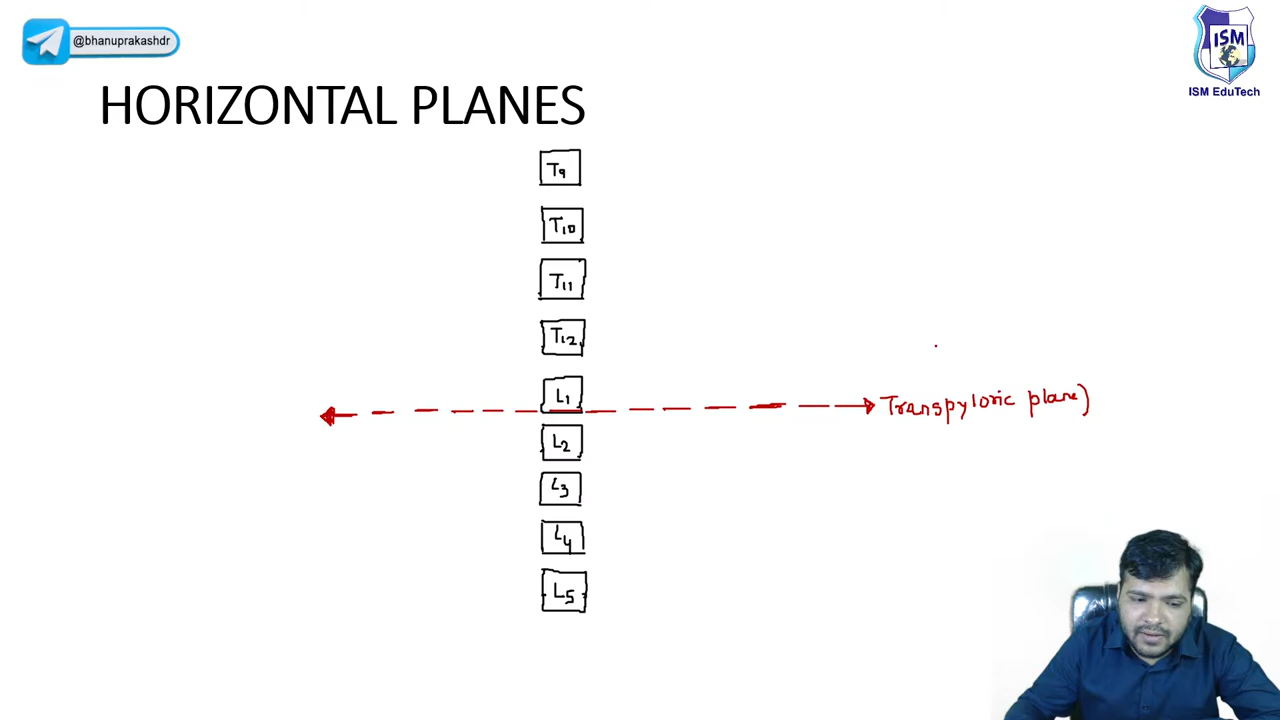 @bhanuprakashdr
ISM
ISM EduTech
HORIZONTAL PLANES
T9
T10
T11
T12
L1
Transpyloric plane)
L2
L3
L4
L5